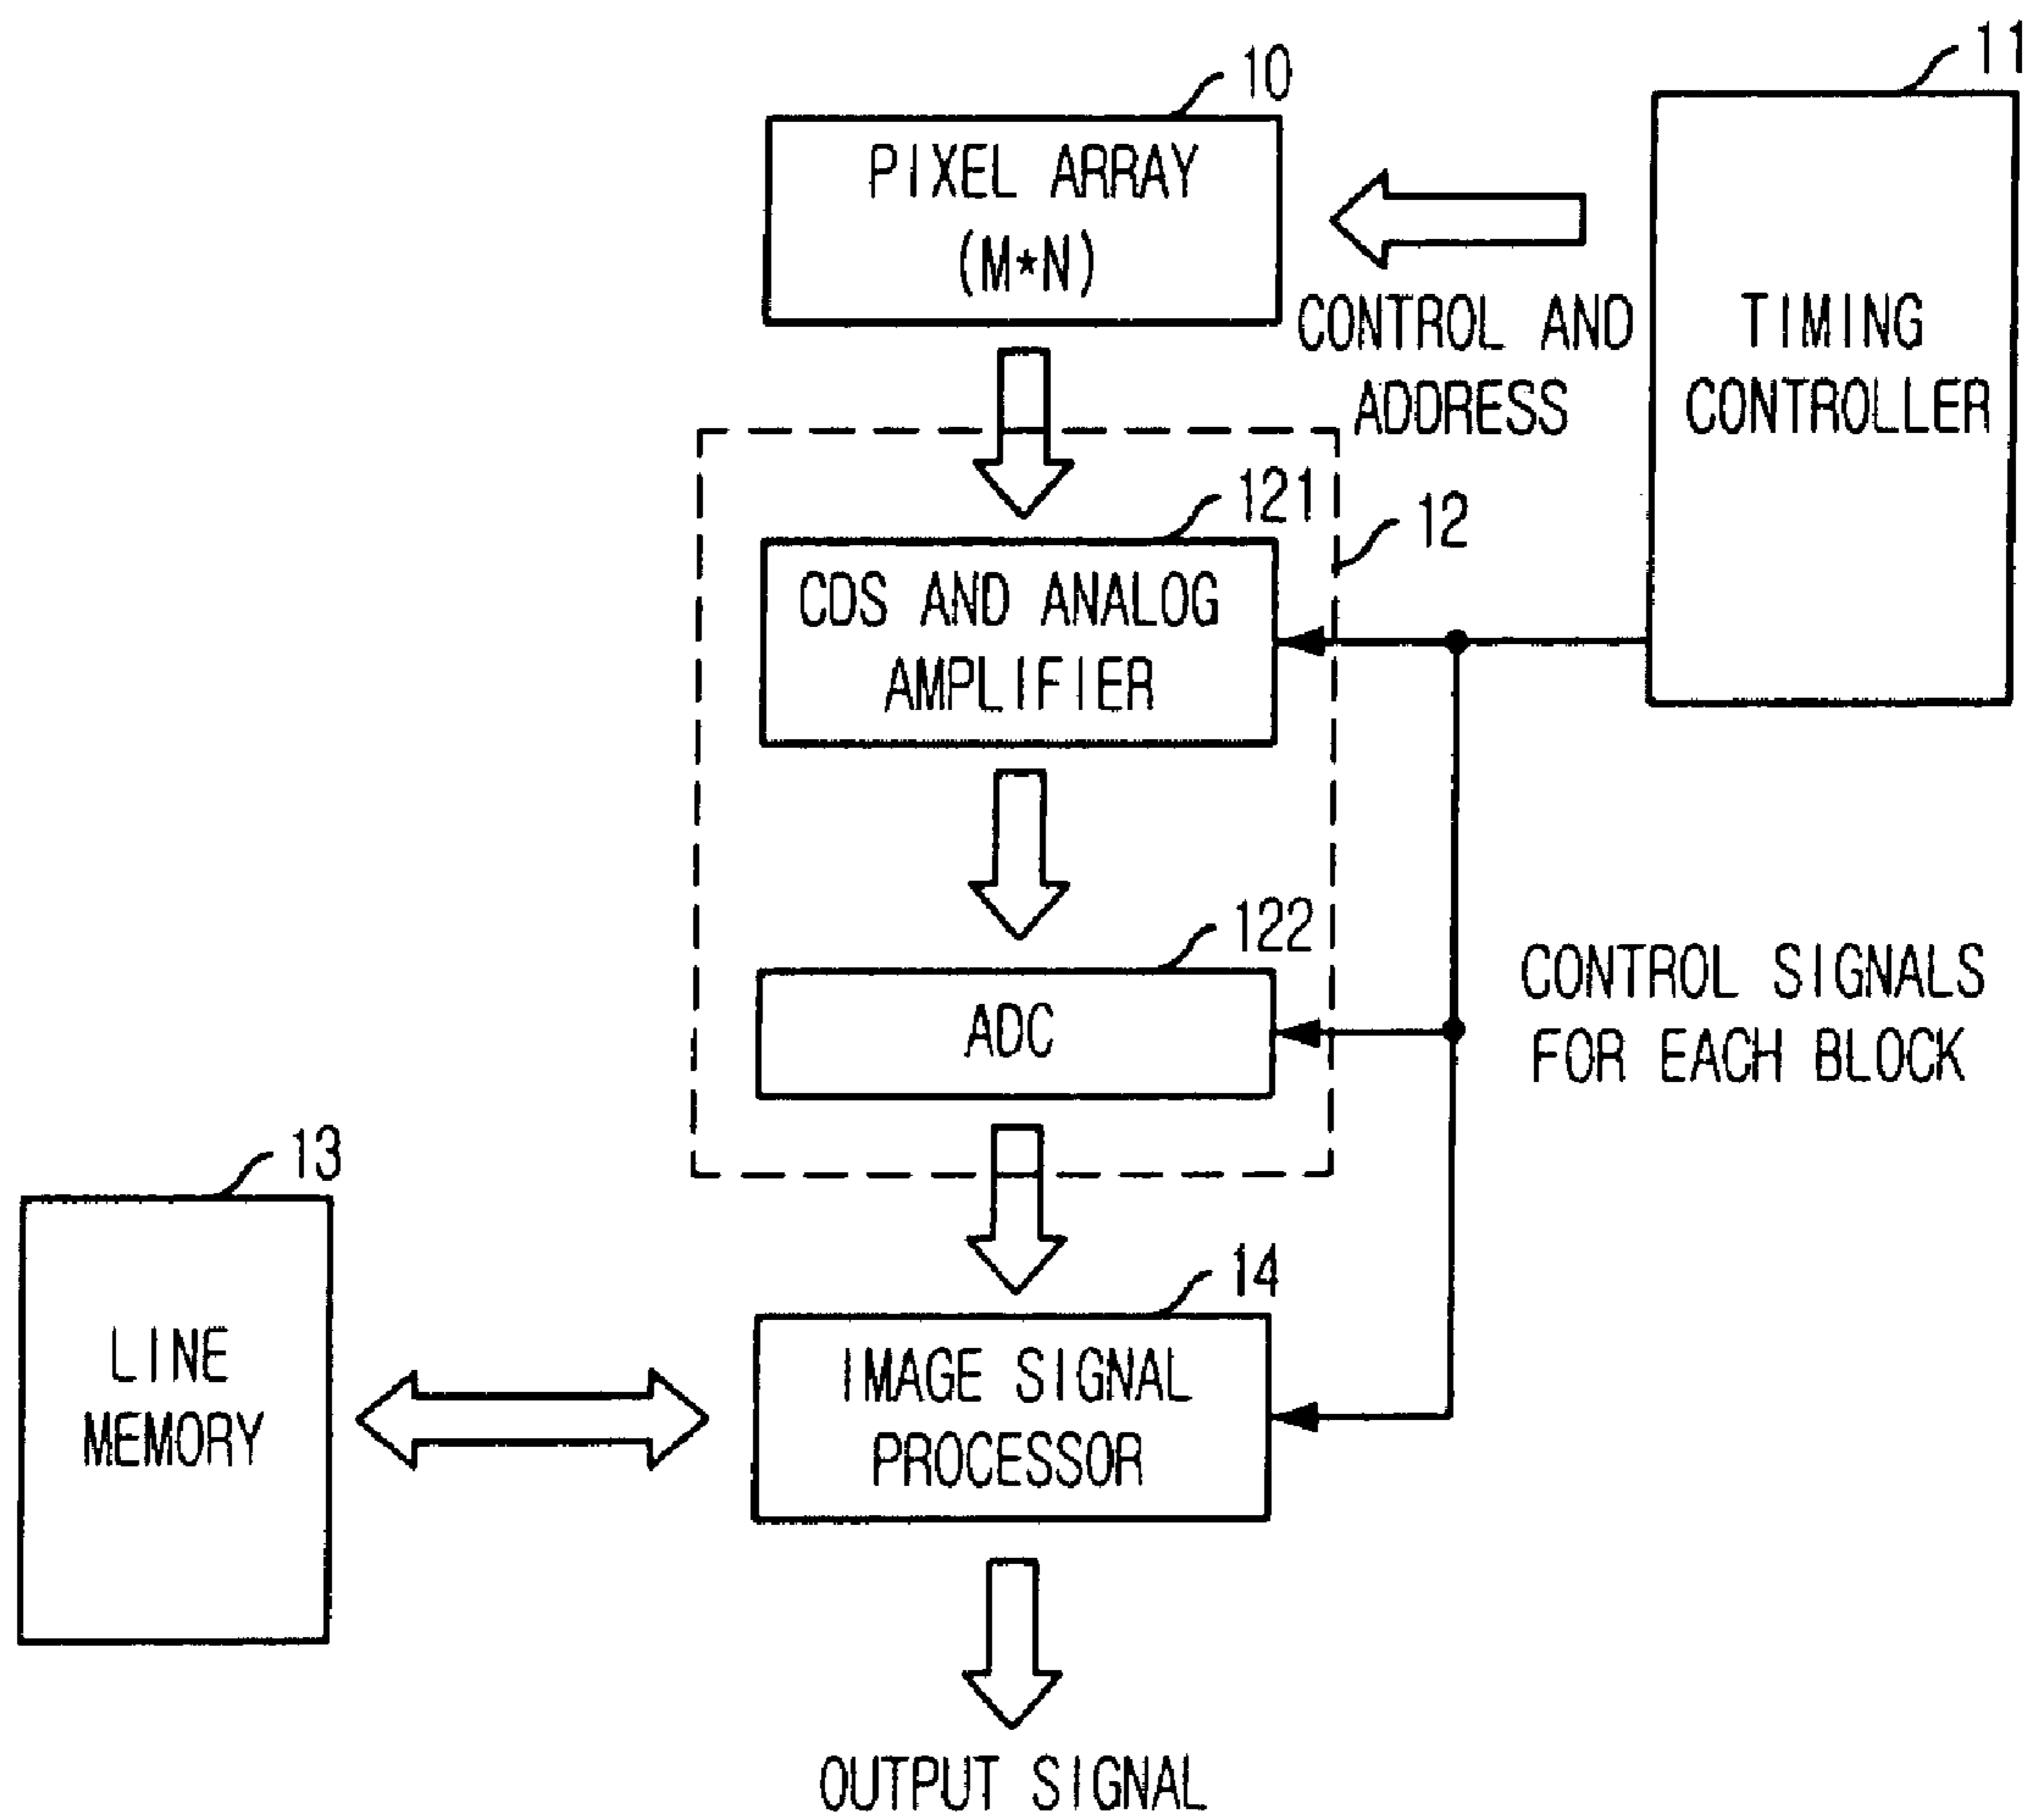 10
11
PIXEL ARRAY
(M*N)
CONTROL AND
ADDRESS
TIMING
CONTROLLER
121
12
CDS AND ANALOG
AMPLIFIER
122
ADC
CONTROL SIGNALS
FOR EACH BLOCK
13
LINE
MEMORY
14
IMAGE SIGNAL
PROCESSOR
OUTPUT SIGNAL